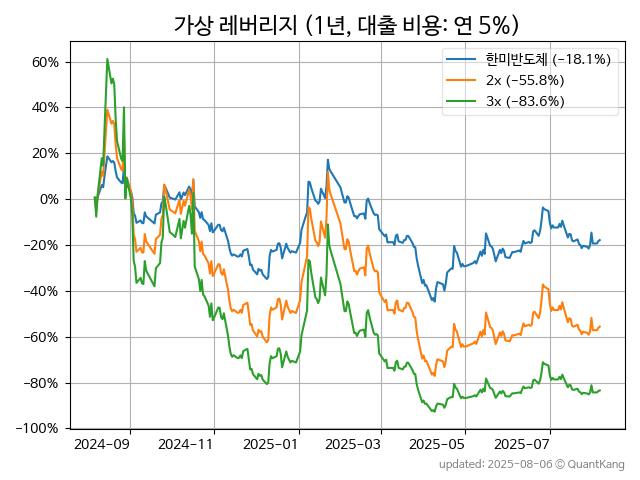 가상 레버리지 (1년, 대출 비용: 연 5%)
한미반도체 (-18.1%)
2x (-55.8%)
3x (-83.6%)
60%
40%
20%
0%
-20%
-40%
-60%
-80%
-100%
2024-09 2024-11 2025-01 2025-03 2025-05 2025-07
updated: 2025-08-06 © QuantKang